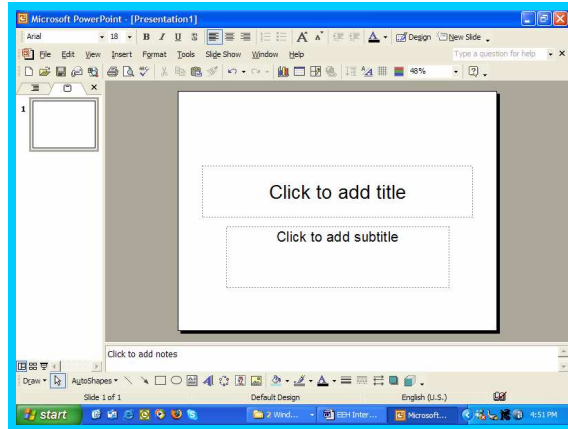 Microsoft PowerPoint - [Presentation1]
Arial 18 B I U S A A A Design New Slide
File Edit View Insert Format Tools Slide Show Window Help Type a question for help
48%
1
Click to add title
Click to add subtitle
Click to add notes
Draw AutoShapes
Slide 1 of 1 Default Design English (U.S.)
start 2 Wind... EEH Inter... Microsoft... 4:51 PM